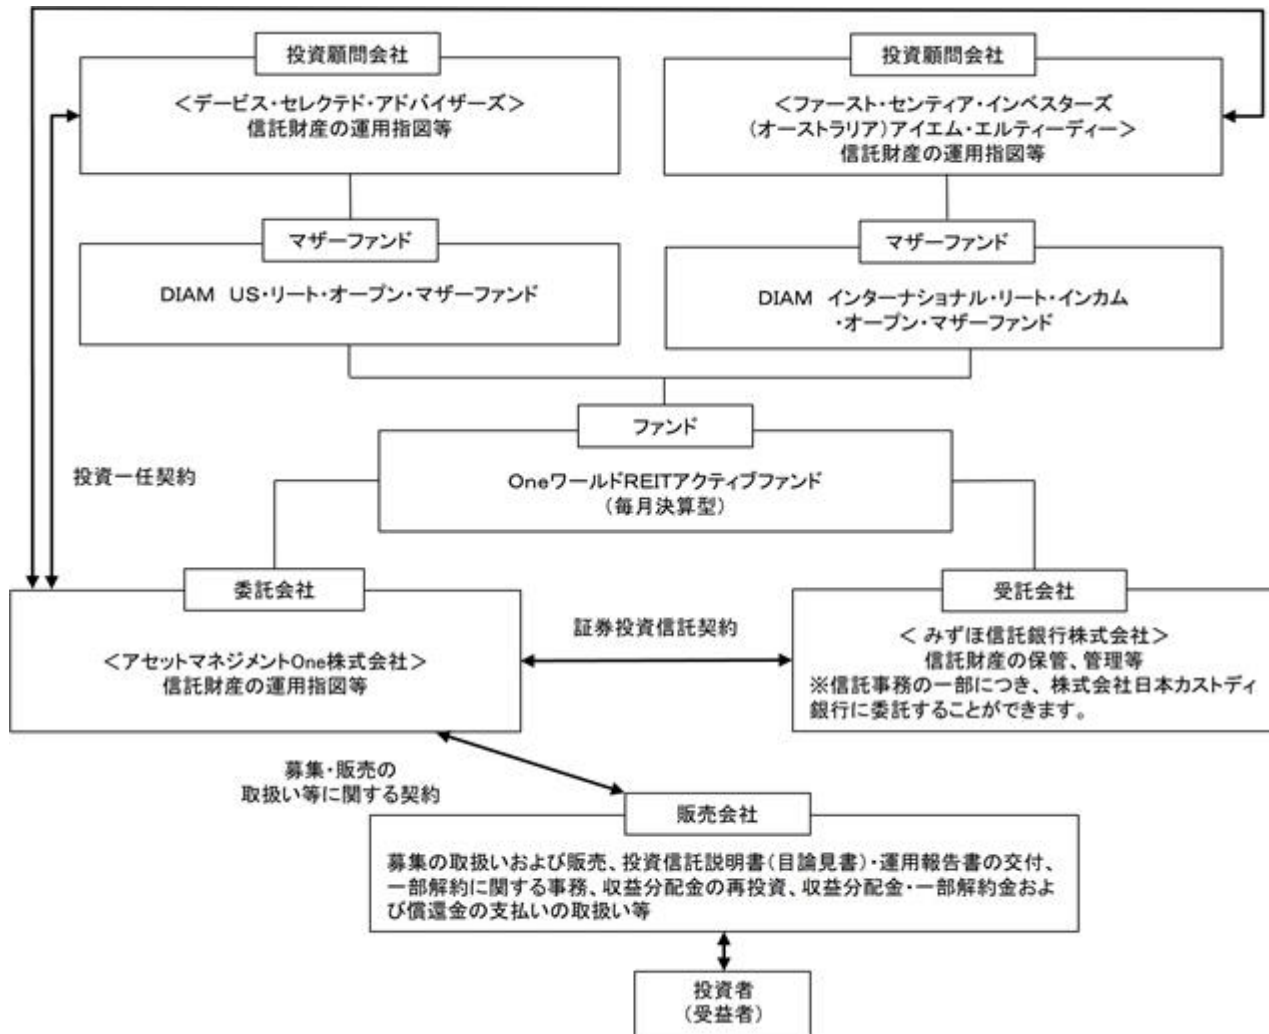 投資顧問会社
<デービス・セレクテド・アドバイザーズ>
信託財産の運用指図等
投資顧問会社
<ファースト・センティア・インベスターズ
(オーストラリア)アイエム・エルティーディー>
信託財産の運用指図等
マザーファンド
DIAM US・リート・オープン・マザーファンド
マザーファンド
DIAM インターナショナル・リート・インカム
・オープン・マザーファンド
ファンド
OneワールドREITアクティブファンド
(毎月決算型)
投資一任契約
委託会社
<アセットマネジメントOne株式会社>
信託財産の運用指図等
証券投資信託契約
受託会社
< みずほ信託銀行株式会社>
信託財産の保管、管理等
※信託事務の一部につき、株式会社日本カストディ
銀行に委託することができます。
募集・販売の
取扱い等に関する契約
販売会社
募集の取扱いおよび販売、投資信託説明書(目論見書)・運用報告書の交付、
一部解約に関する事務、収益分配金の再投資、収益分配金・一部解約金およ
び償還金の支払いの取扱い等
投資者
(受益者)